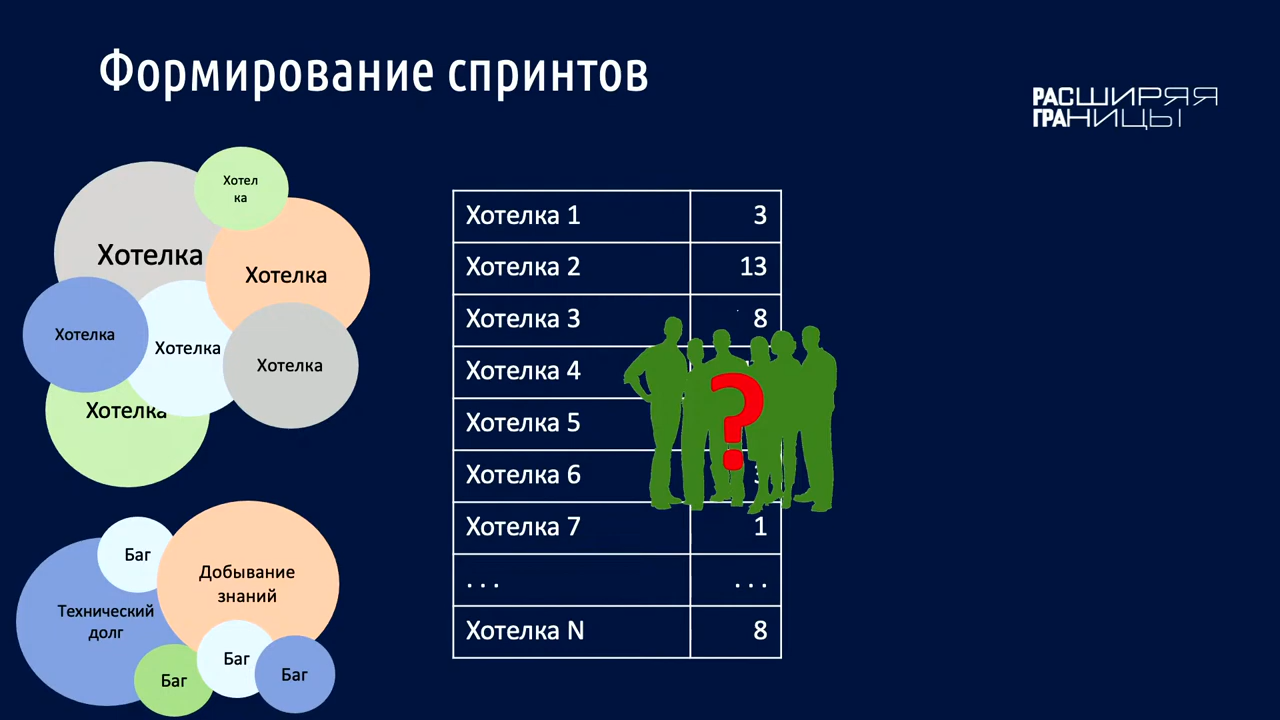 Формирование спринтов
РАСШИРЯЯ
ГРАНИЦЫ
Хотел
ка
Хотелка
Хотелка
Хотелка
Хотелка
Хотелка
Хотелка
Баг
Добывание
знаний
Технический
долг
Баг
Баг
Баг
Хотелка 1 3
Хотелка 2 13
Хотелка 3 8
Хотелка 4
Хотелка 5
Хотелка 6
Хотелка 7 1
. . . . . .
Хотелка N 8
?